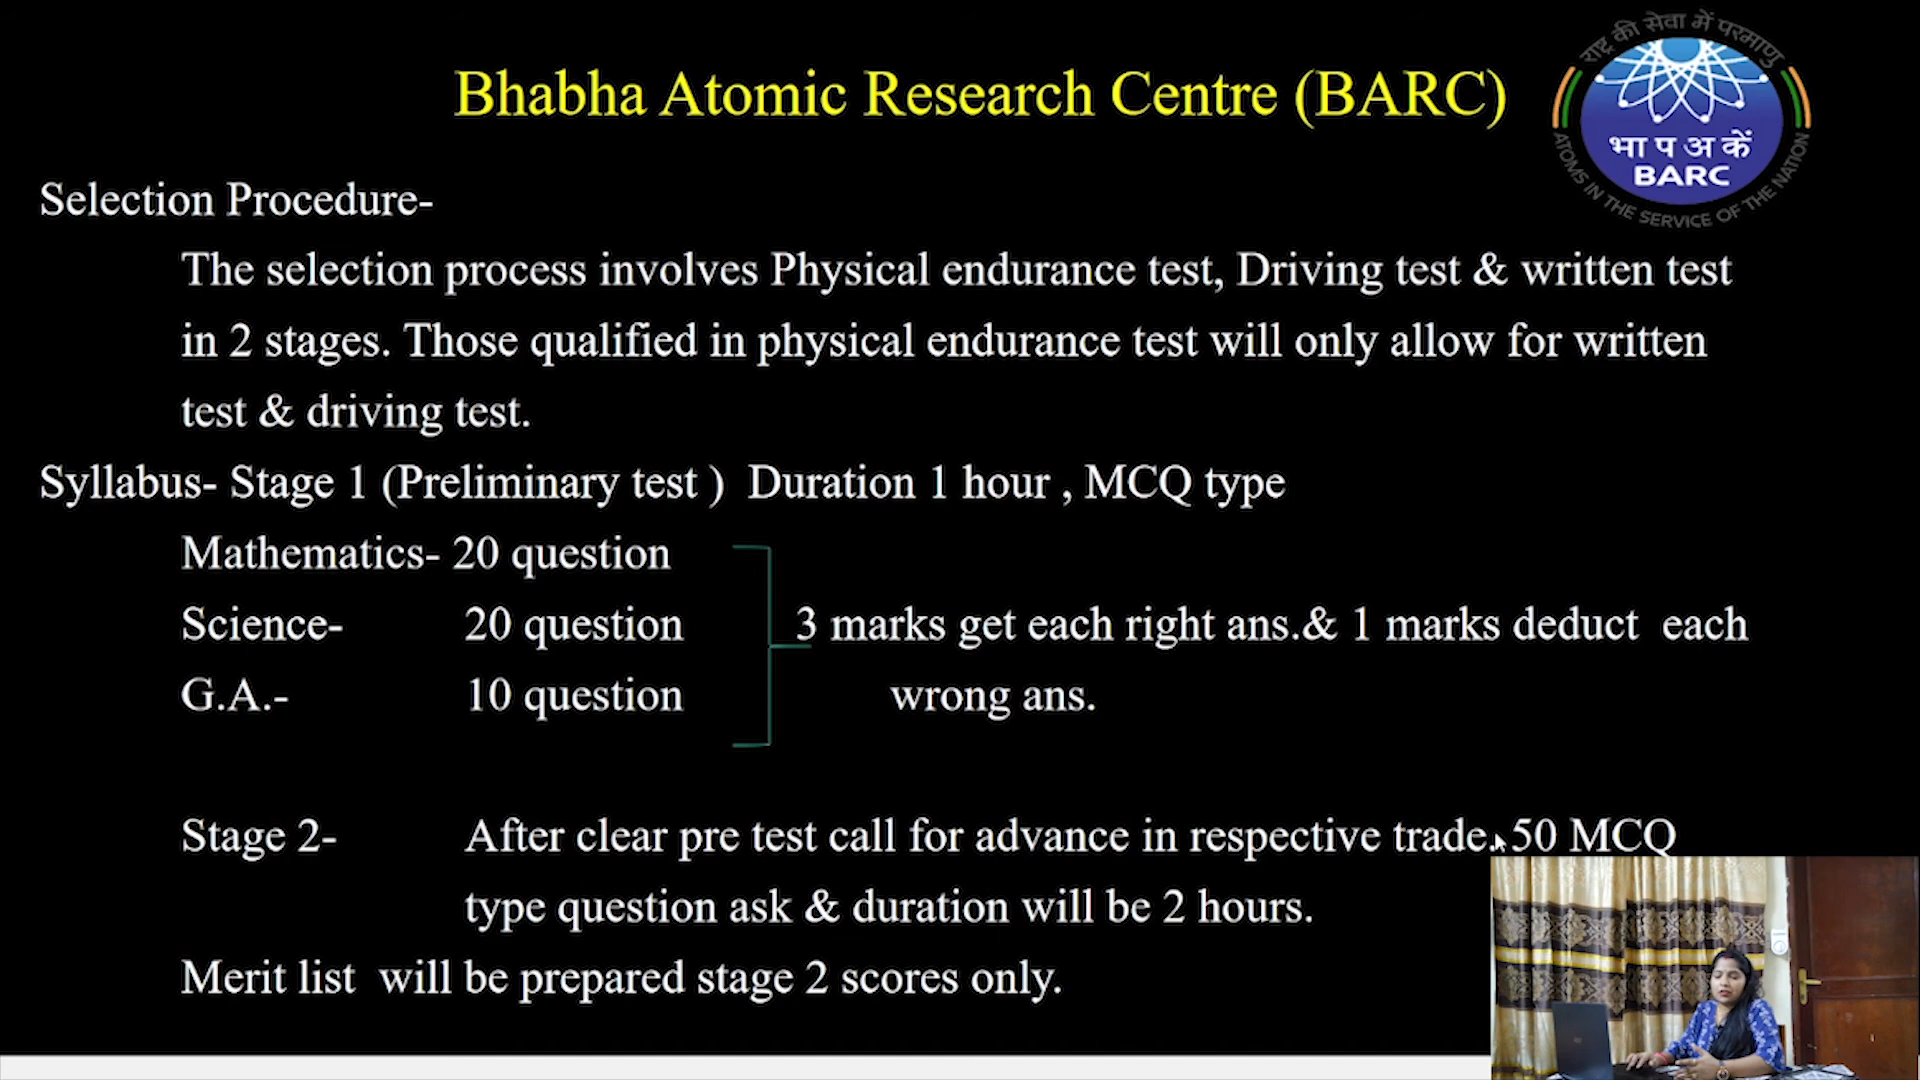 राष्ट्र की सेवा में परमाणु
Bhabha Atomic Research Centre (BARC)
भा प अ कें
BARC
ATOMS IN THE SERVICE OF THE NATION
Selection Procedure-
The selection process involves Physical endurance test, Driving test & written test
in 2 stages. Those qualified in physical endurance test will only allow for written
test & driving test.
Syllabus- Stage 1 (Preliminary test ) Duration 1 hour , MCQ type
Mathematics- 20 question
Science- 20 question 3 marks get each right ans.& 1 marks deduct each
G.A.- 10 question wrong ans.
Stage 2- After clear pre test call for advance in respective trade. 50 MCQ
type question ask & duration will be 2 hours.
Merit list will be prepared stage 2 scores only.